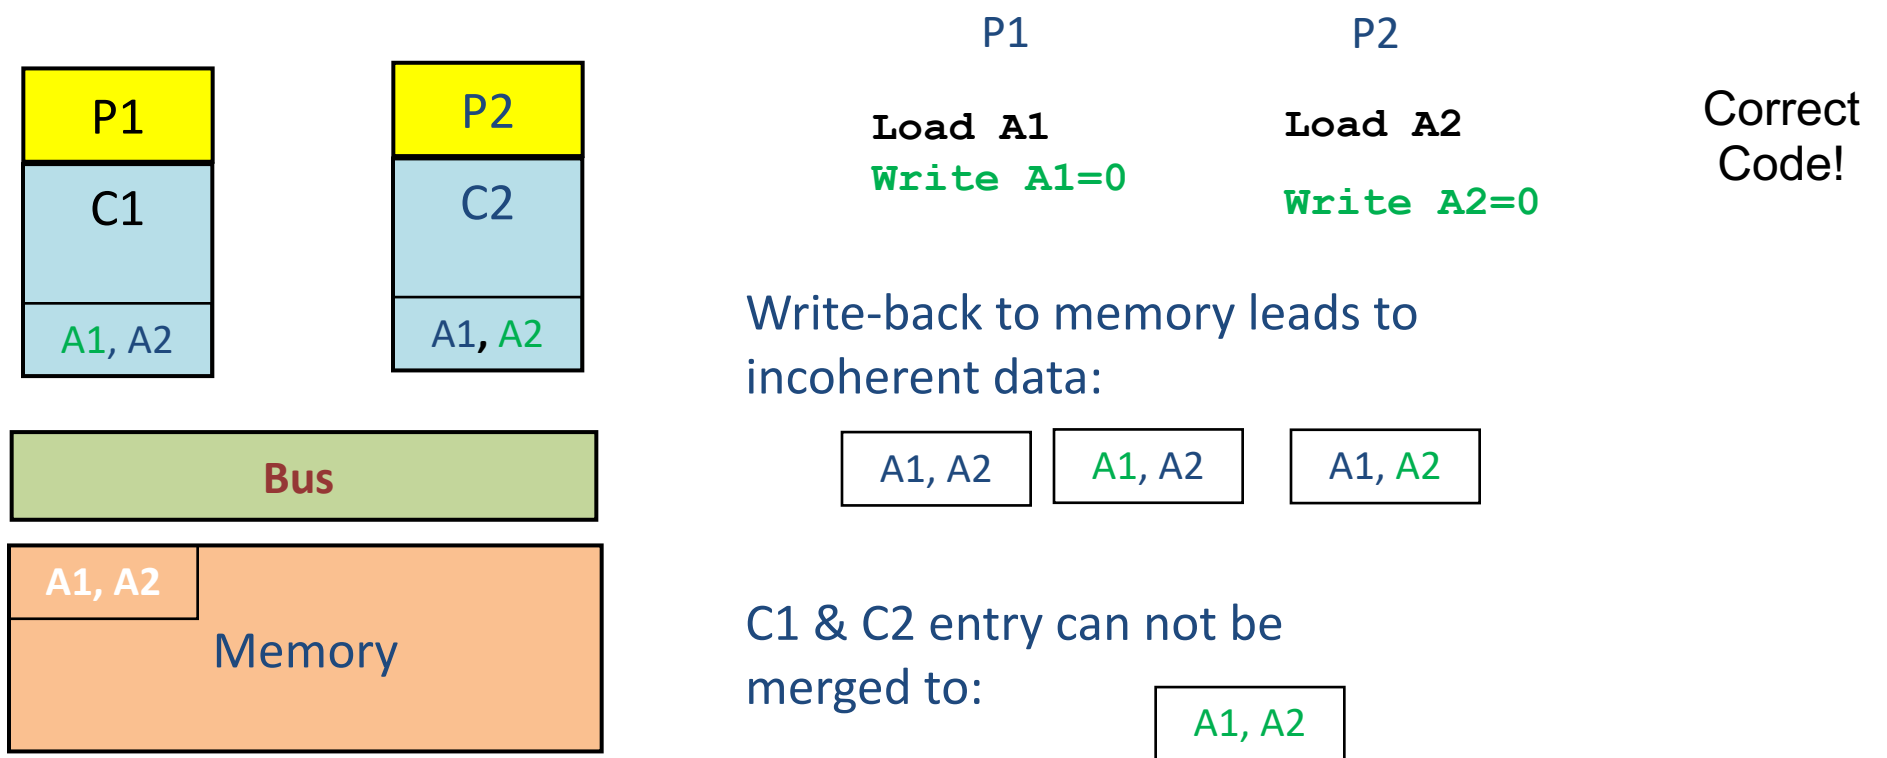 P1
C1
A1, A2
P2
C2
A1, A2
Bus
A1, A2
Memory
P1
P2
Load A1
Write A1=0
Load A2
Write A2=0
Correct
Code!
Write-back to memory leads to
incoherent data:
A1, A2
A1, A2
A1, A2
C1 & C2 entry can not be
merged to:
A1, A2